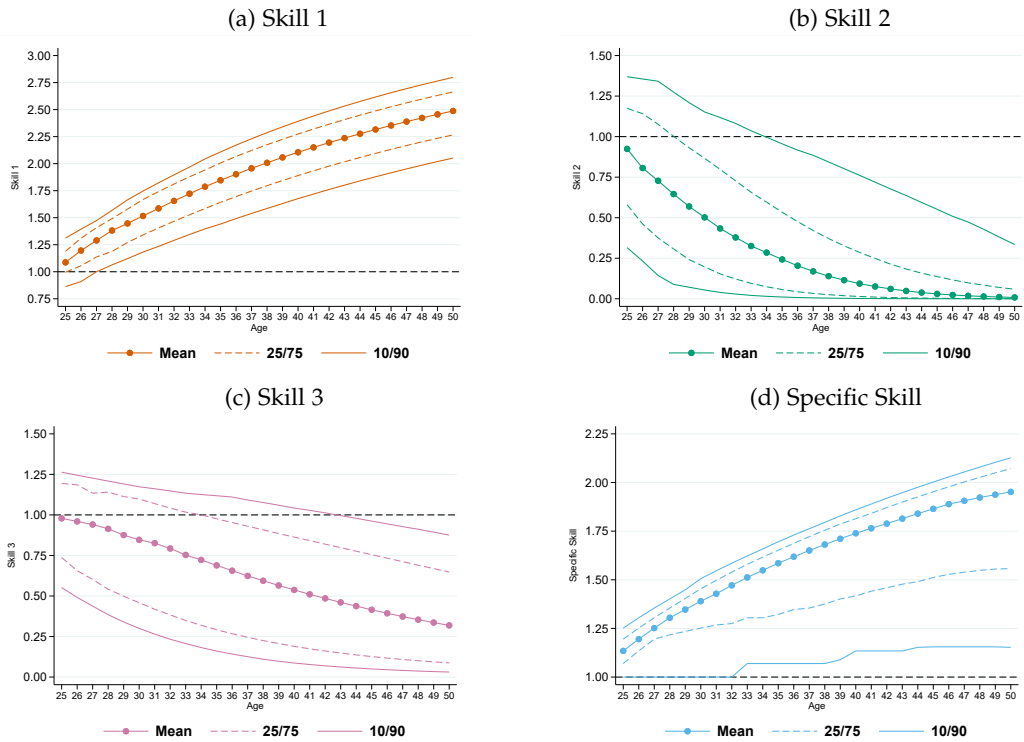 (a) Skill 1
3.00
2.75
2.50
2.25
2.00
1.75
1.50
1.25
1.00
0.75
Skill 1
25 26 27 28 29 30 31 32 33 34 35 36 37 38 39 40 41 42 43 44 45 46 47 48 49 50
Age
Mean 25/75 10/90
(b) Skill 2
1.50
1.25
1.00
0.75
0.50
0.25
0.00
Skill 2
25 26 27 28 29 30 31 32 33 34 35 36 37 38 39 40 41 42 43 44 45 46 47 48 49 50
Age
Mean 25/75 10/90
(c) Skill 3
1.50
1.25
1.00
0.75
0.50
0.25
0.00
Skill 3
25 26 27 28 29 30 31 32 33 34 35 36 37 38 39 40 41 42 43 44 45 46 47 48 49 50
Age
Mean 25/75 10/90
(d) Specific Skill
2.25
2.00
1.75
1.50
1.25
1.00
Specific Skill
25 26 27 28 29 30 31 32 33 34 35 36 37 38 39 40 41 42 43 44 45 46 47 48 49 50
Age
Mean 25/75 10/90